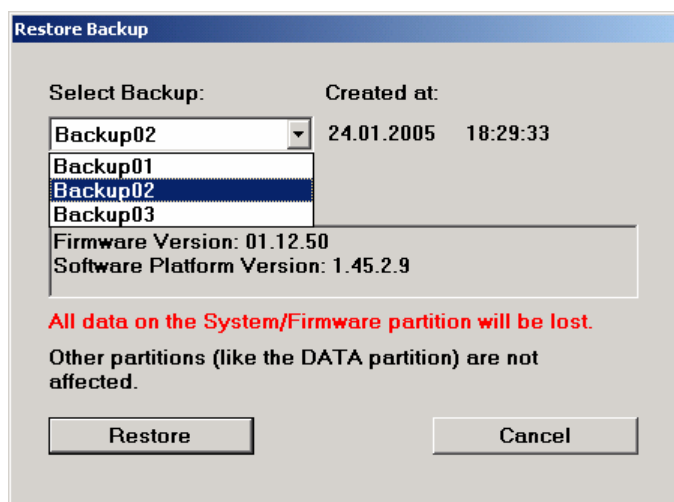 Restore Backup
Select Backup: Created at:
Backup02 24.01.2005 18:29:33
Backup01
Backup02
Backup03
Firmware Version: 01.12.50
Software Platform Version: 1.45.2.9
All data on the System/Firmware partition will be lost.
Other partitions (like the DATA partition) are not
affected.
Restore Cancel